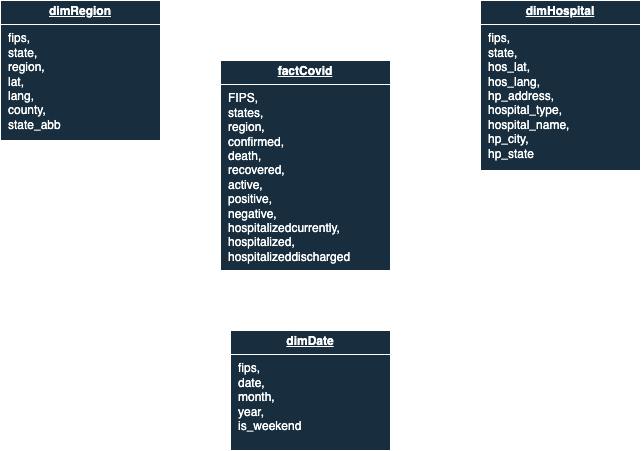 dimRegion
fips,
state,
region,
lat,
lang,
county,
state_abb
factCovid
FIPS,
states,
region,
confirmed,
death,
recovered,
active,
positive,
negative,
hospitalizedcurrently,
hospitalized,
hospitalizeddischarged
dimHospital
fips,
state,
hos_lat,
hos_lang,
hp_address,
hospital_type,
hospital_name,
hp_city,
hp_state
dimDate
fips,
date,
month,
year,
is_weekend